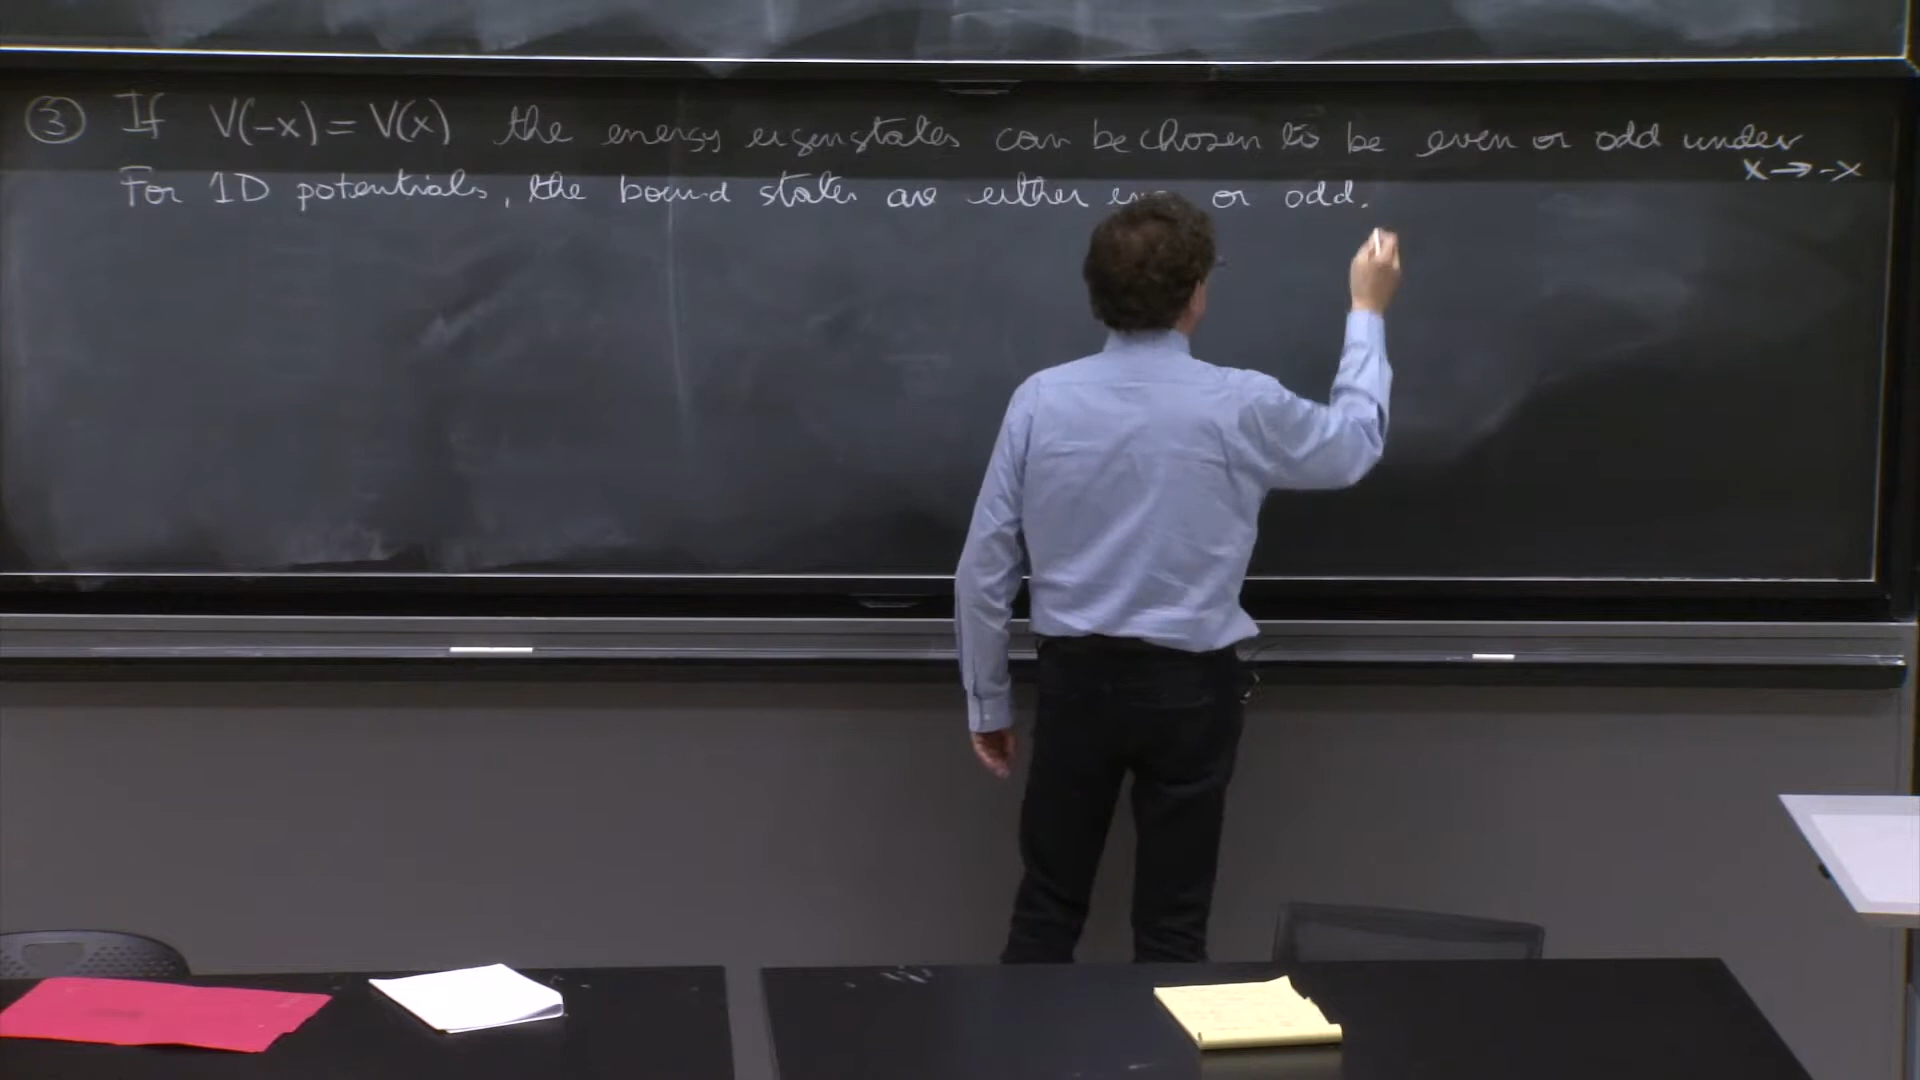 ③ If V(-x) = V(x) the energy eigenstates can be chosen to be even or odd under
x → -x
For 1D potentials, the bound states are either or odd.